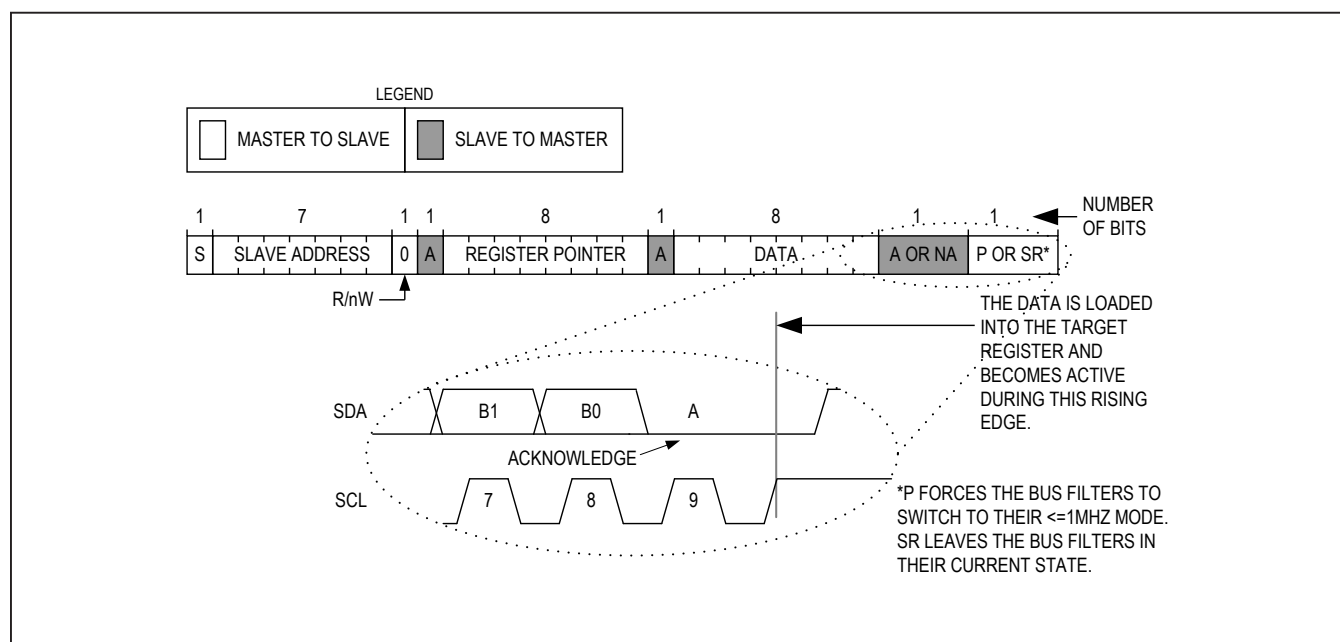 LEGEND
MASTER TO SLAVE SLAVE TO MASTER
1 7 1 1 8 1 8 1 1 NUMBER
OF BITS
S SLAVE ADDRESS 0 A REGISTER POINTER A DATA A OR NA P OR SR*
R/nW
THE DATA IS LOADED
INTO THE TARGET
REGISTER AND
BECOMES ACTIVE
DURING THIS RISING
EDGE.
SDA B1 B0 A
ACKNOWLEDGE
SCL 7 8 9
*P FORCES THE BUS FILTERS TO
SWITCH TO THEIR <=1MHZ MODE.
SR LEAVES THE BUS FILTERS IN
THEIR CURRENT STATE.